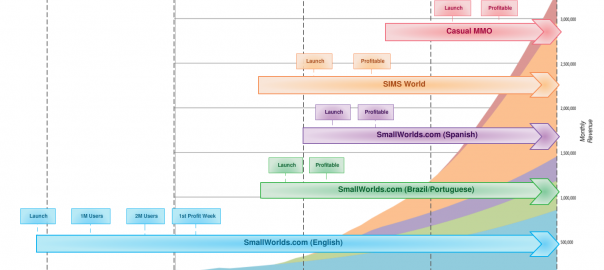 Launch Profitable
Casual MMO
3,000,000
Launch Profitable
2,500,000
SIMS World
2,000,000
Launch Profitable
SmallWorlds.com (Spanish)
Monthly
Revenue
1,500,000
Launch Profitable
SmallWorlds.com (Brazil/Portuguese)
1,000,000
Launch 1M Users 2M Users 1st Profit Week
SmallWorlds.com (English)
500,000